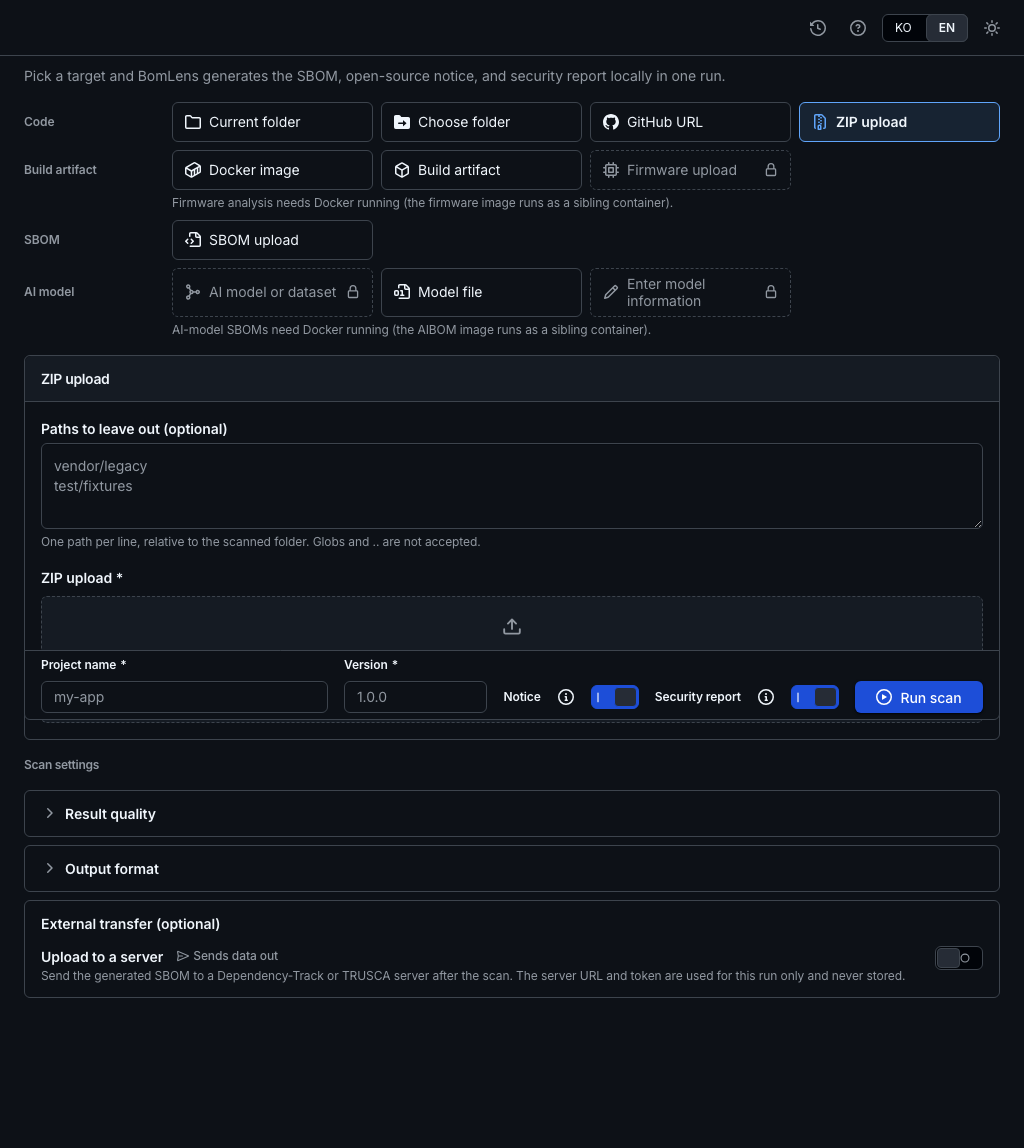 KO
EN
Pick a target and BomLens generates the SBOM, open-source notice, and security report locally in one run.
Code
Current folder
Choose folder
GitHub URL
ZIP upload
Build artifact
Docker image
Build artifact
Firmware upload
Firmware analysis needs Docker running (the firmware image runs as a sibling container).
SBOM
SBOM upload
AI model
AI model or dataset
Model file
Enter model
information
AI-model SBOMs need Docker running (the AIBOM image runs as a sibling container).
ZIP upload
Paths to leave out (optional)
vendor/legacy
test/fixtures
One path per line, relative to the scanned folder. Globs and .. are not accepted.
ZIP upload *
Project name *
Version *
my-app
1.0.0
Notice
Security report
Run scan
Scan settings
Result quality
Output format
External transfer (optional)
Upload to a server
Sends data out
Send the generated SBOM to a Dependency-Track or TRUSCA server after the scan. The server URL and token are used for this run only and never stored.